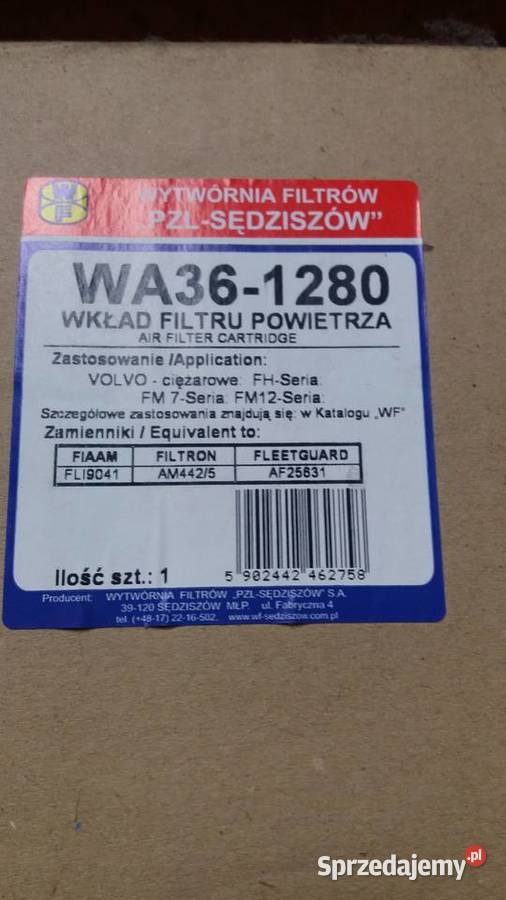 WYTWÓRNIA FILTRÓW
„PZL-SĘDZISZÓW”
WA36-1280
WKŁAD FILTRU POWIETRZA
AIR FILTER CARTRIDGE
Zastosowanie /Application:
VOLVO - ciężarowe: FH-Seria;
FM 7-Seria; FM12-Seria;
Szczegółowe zastosowania znajdują się: w Katalogu „WF”
Zamienniki / Equivalent to:
FIAAM FILTRON FLEETGUARD
FLI9041 AM442/5 AF25631
Ilość szt.: 1
5 902442 462758
Producent: WYTWÓRNIA FILTRÓW „PZL-SĘDZISZÓW” S.A.
39-120 SĘDZISZÓW MŁP. ul. Fabryczna 4
tel. (+48-17) 22-16-502, www.wf-sedziszow.com.pl
Sprzedajemy.pl